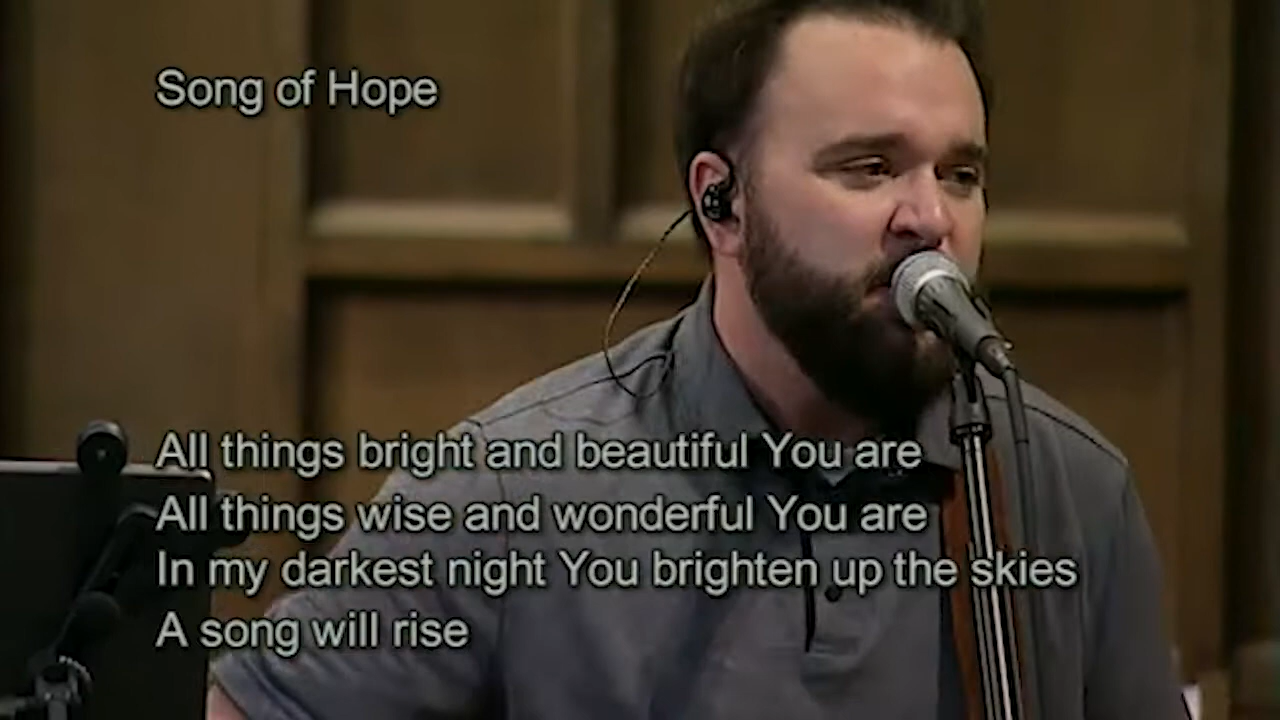 Song of Hope
All things bright and beautiful You are
All things wise and wonderful You are
In my darkest night You brighten up the skies
A song will rise